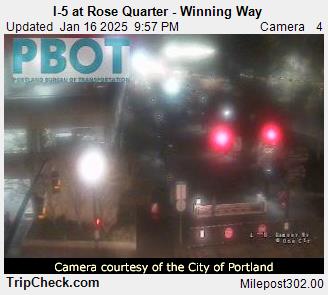 I-5 at Rose Quarter - Winning Way
Updated Jan 16 2025 9:57 PM Camera 4
PBOT
PORTLAND BUREAU OF TRANSPORTATION
Camera courtesy of the City of Portland
TripCheck.com Milepost302.00